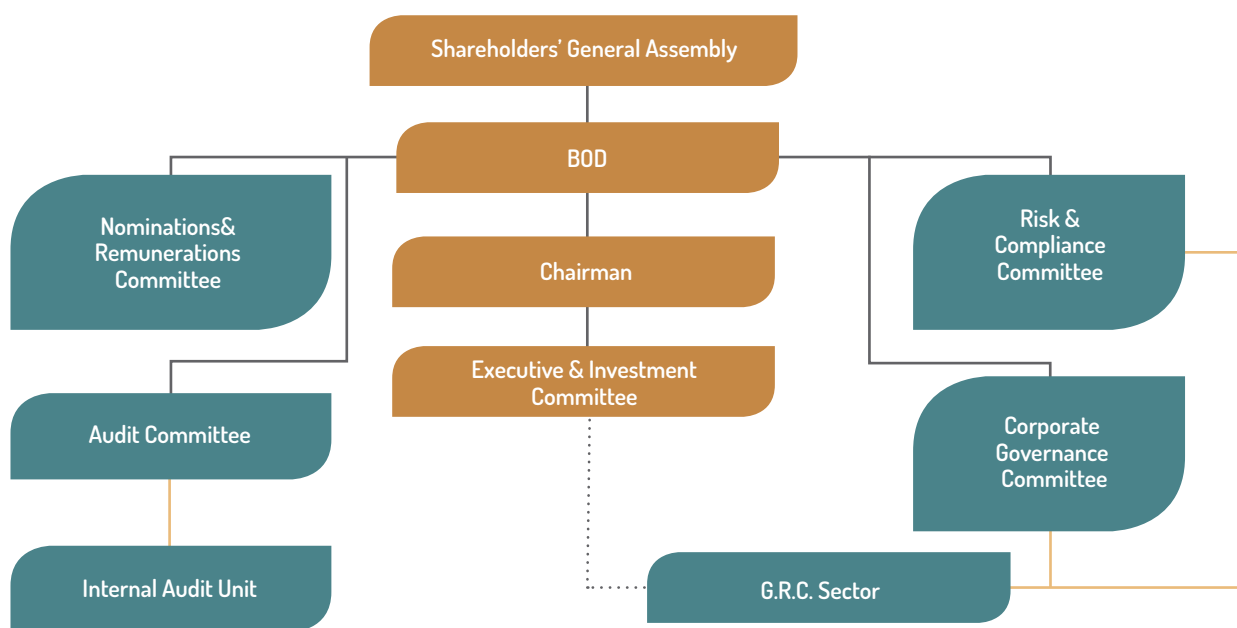 Shareholders' General Assembly
BOD
Nominations&
Remunerations
Committee
Chairman
Risk &
Compliance
Committee
Executive & Investment
Committee
Audit Committee
Corporate
Governance
Committee
Internal Audit Unit
G.R.C. Sector